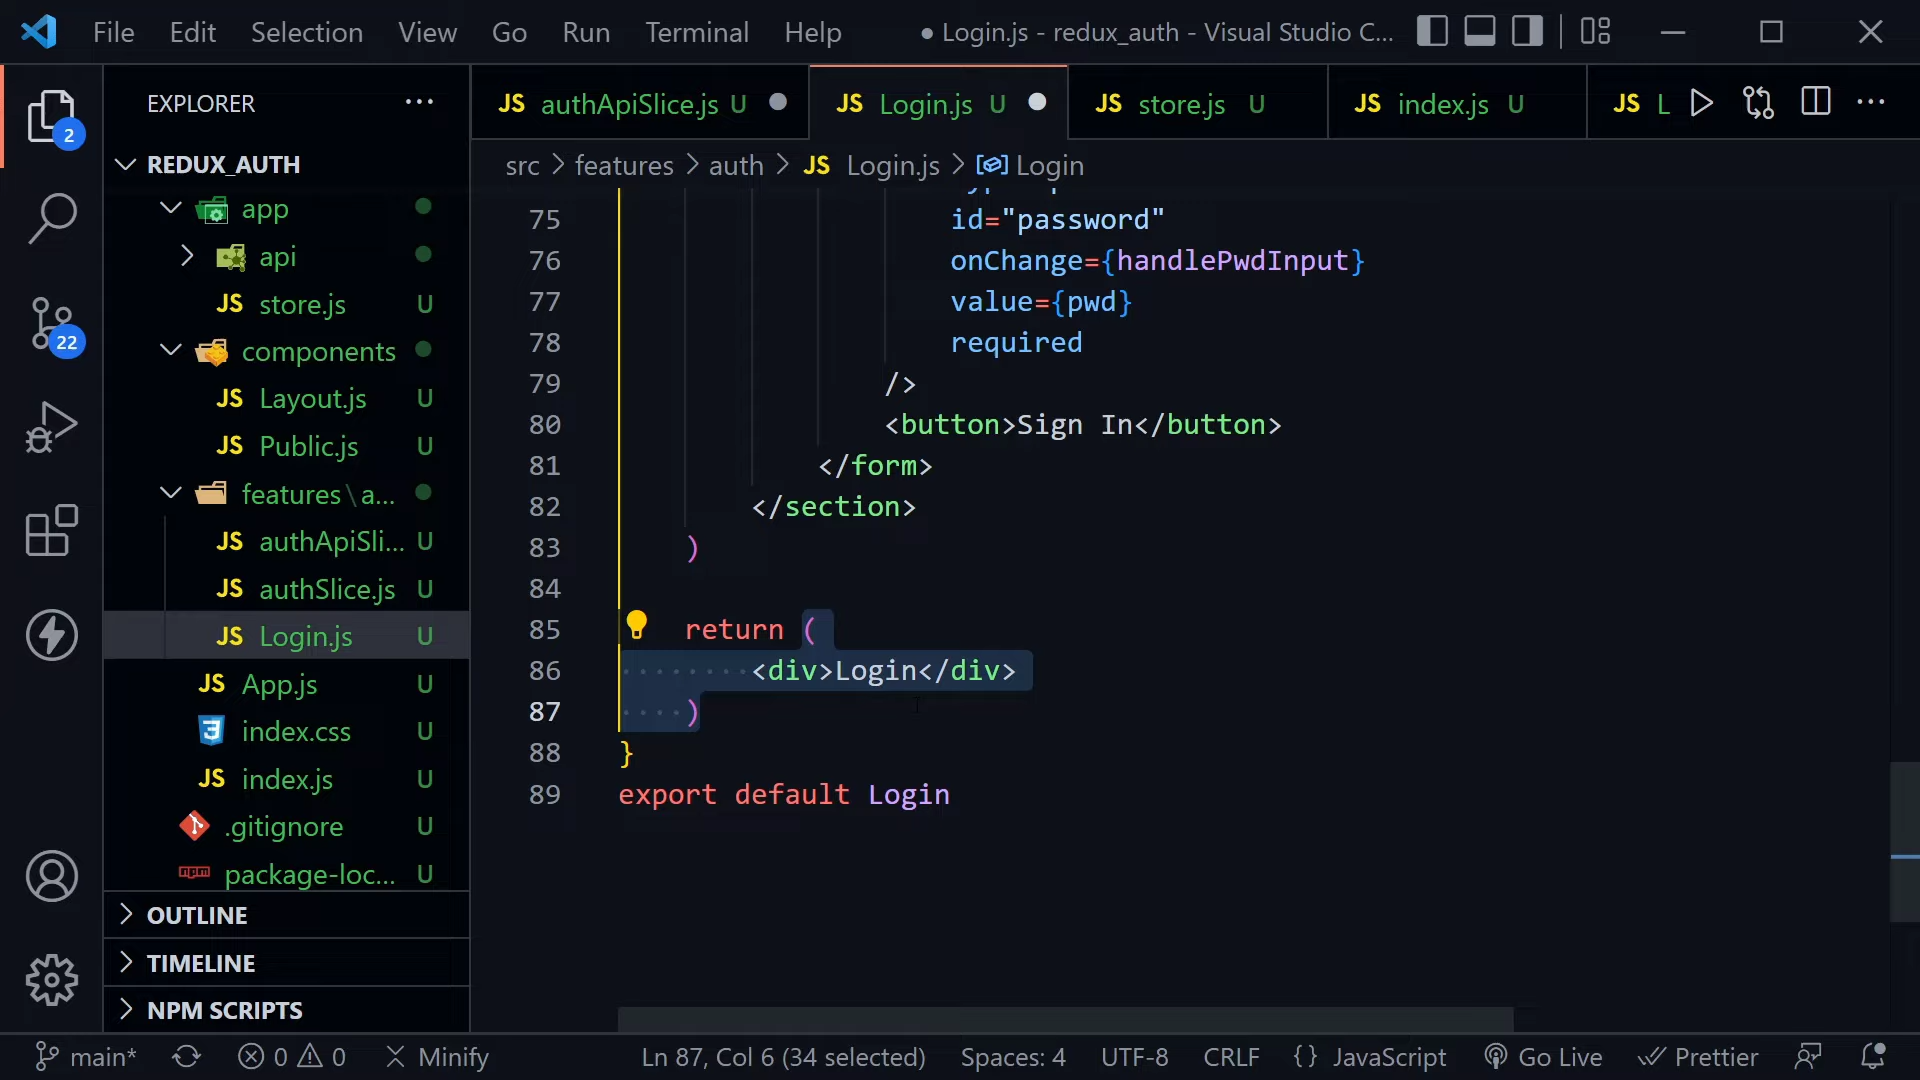 File Edit Selection View Go Run Terminal Help ● Login.js - redux_auth - Visual Studio C...
EXPLORER ...
JS authApiSlice.js U ●
JS Login.js U ●
JS store.js U
JS index.js U
JS L
2
REDUX_AUTH
src > features > auth > JS Login.js > Login
app
api
JS store.js U
components
JS Layout.js U
JS Public.js U
features\a...
JS authApiSli... U
JS authSlice.js U
JS Login.js U
JS App.js U
index.css U
JS index.js U
.gitignore U
package-loc... U
22
OUTLINE
TIMELINE
NPM SCRIPTS
75 id="password"
76 onChange={handlePwdInput}
77 value={pwd}
78 required
79 />
80 <button>Sign In</button>
81 </form>
82 </section>
83 )
84
85 return (
86 <div>Login</div>
87 )
88 }
89 export default Login
main* 0 0 Minify Ln 87, Col 6 (34 selected) Spaces: 4 UTF-8 CRLF {} JavaScript Go Live Prettier